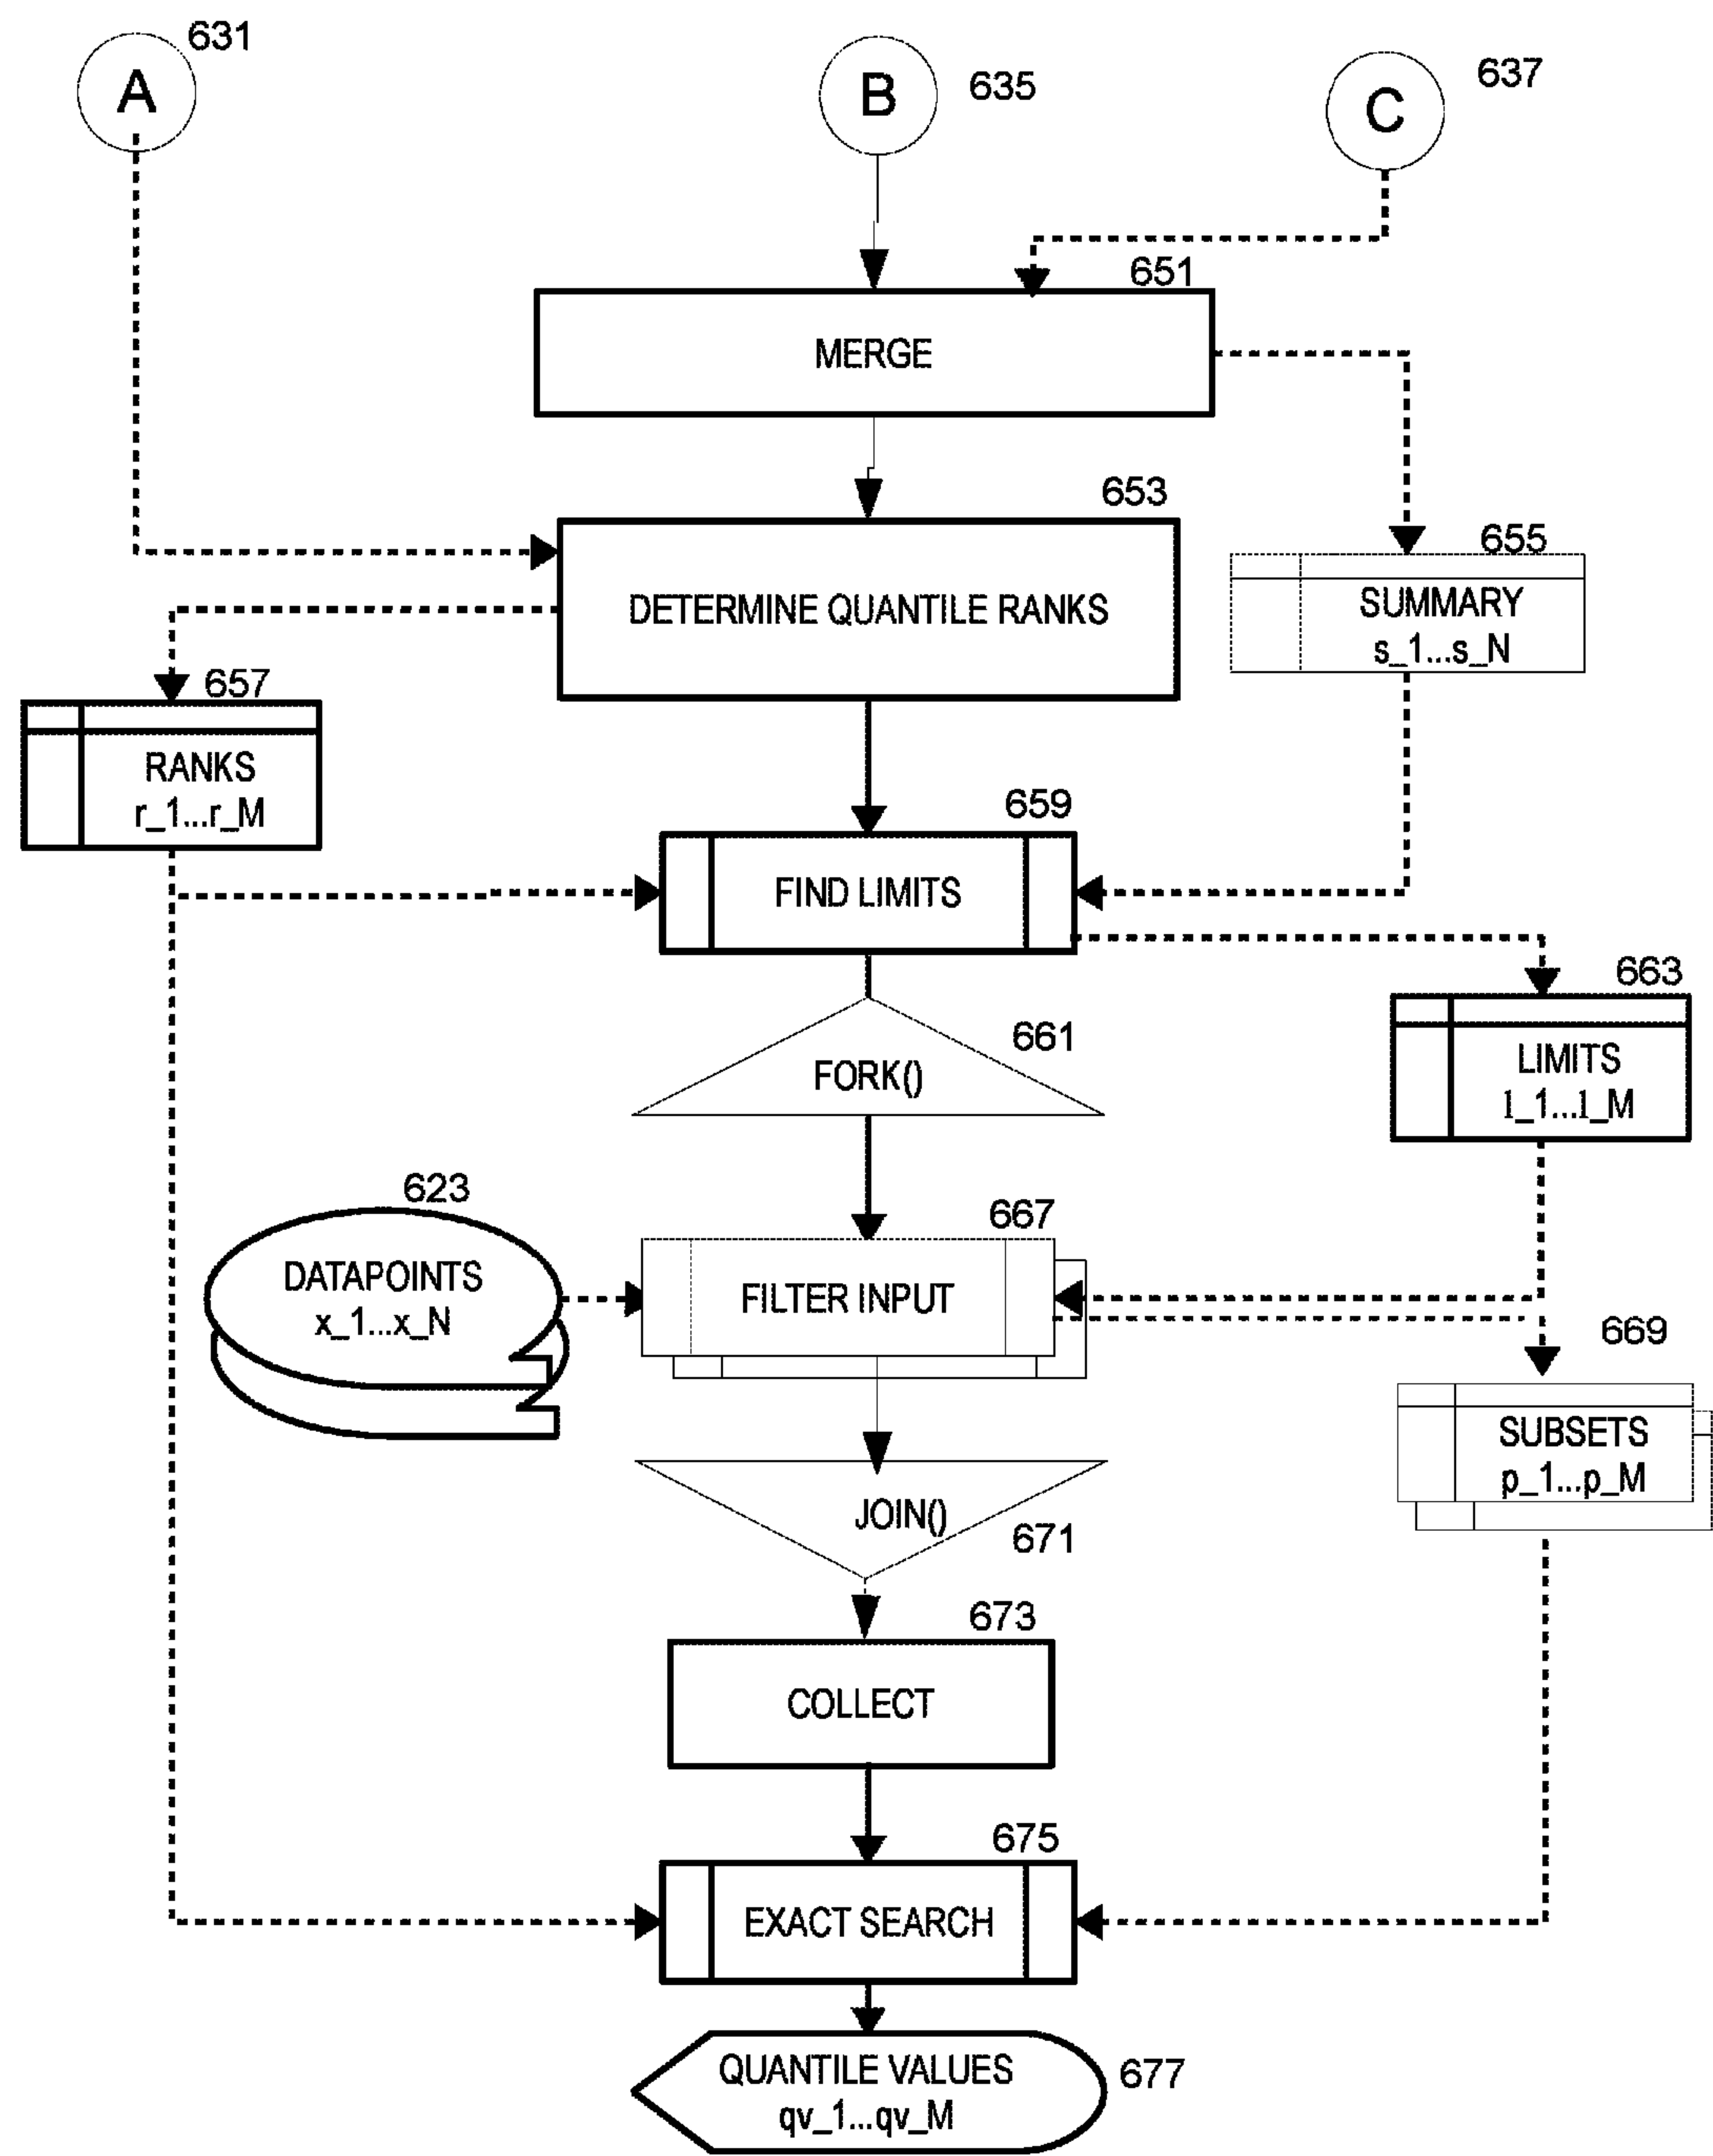 631
A
B
635
C
637
651
MERGE
653
DETERMINE QUANTILE RANKS
655
SUMMARY
s_1...s_N
657
RANKS
r_1...r_M
659
FIND LIMITS
661
FORK()
663
LIMITS
l_1...l_M
623
DATAPOINTS
x_1...x_N
667
FILTER INPUT
669
SUBSETS
p_1...p_M
JOIN()
671
673
COLLECT
675
EXACT SEARCH
QUANTILE VALUES
qv_1...qv_M
677